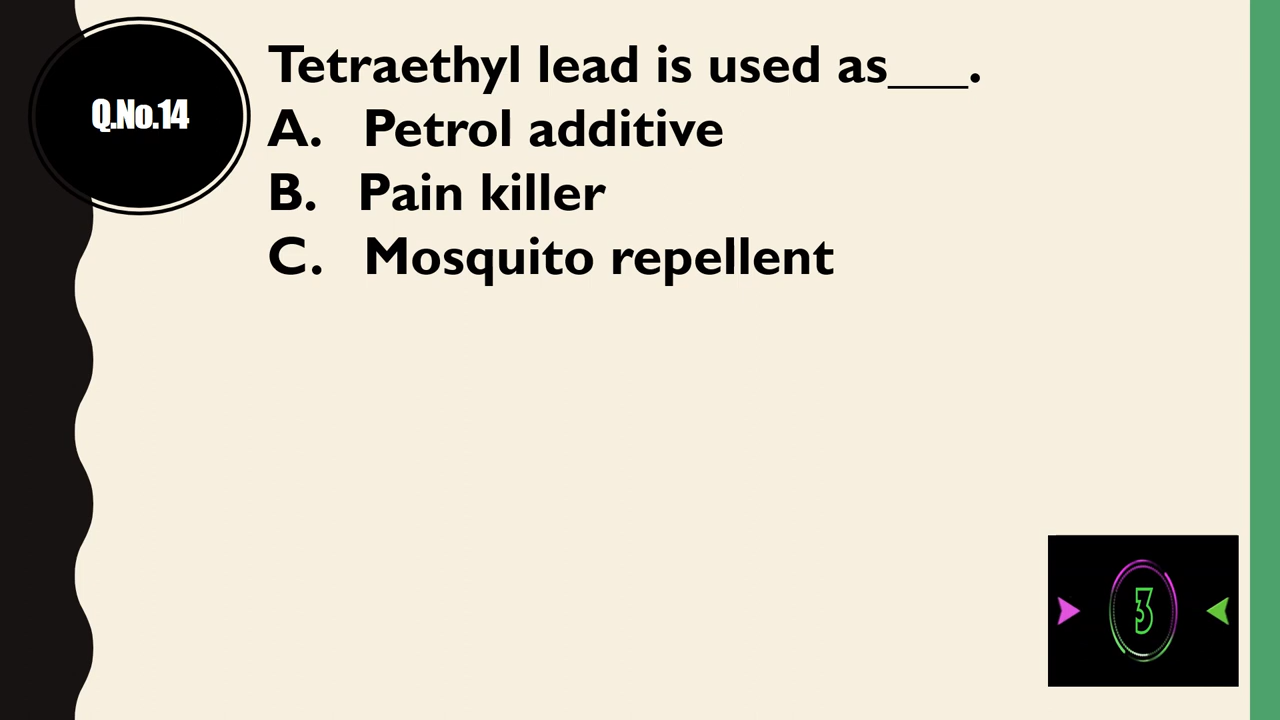 Q.No.14
Tetraethyl lead is used as___.
A. Petrol additive
B. Pain killer
C. Mosquito repellent
3